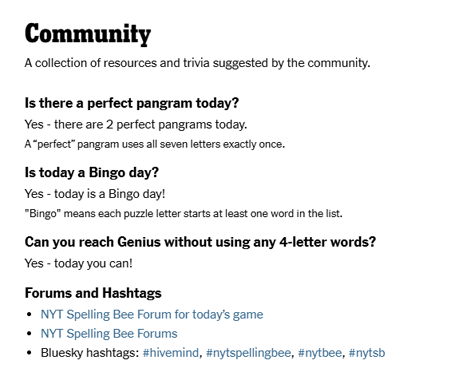 Community
A collection of resources and trivia suggested by the community.
Is there a perfect pangram today?
Yes - there are 2 perfect pangrams today.
A “perfect” pangram uses all seven letters exactly once.
Is today a Bingo day?
Yes - today is a Bingo day!
"Bingo" means each puzzle letter starts at least one word in the list.
Can you reach Genius without using any 4-letter words?
Yes - today you can!
Forums and Hashtags
• NYT Spelling Bee Forum for today’s game
• NYT Spelling Bee Forums
• Bluesky hashtags: #hivemind, #nytspellingbee, #nytbee, #nytsb